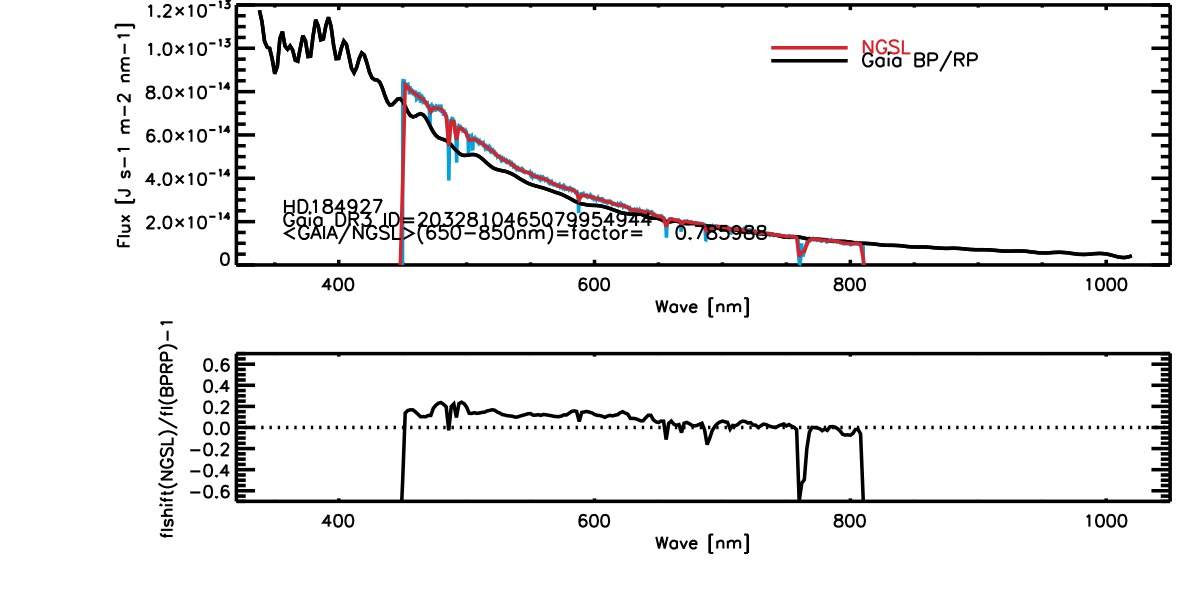 1.2×10−13
1.0×10−13
8.0×10−14
6.0×10−14
4.0×10−14
2.0×10−14
0
Flux [J s−1 m−2 nm−1]
NGSL
Gaia BP/RP
HD184927
Gaia DR3 ID=2032810465079954944
<GAIA/NGSL>(650−850nm)=factor= 0.785988
400 600 800 1000
Wave [nm]
flshift(NGSL)/fl(BPRP)−1
0.6
0.4
0.2
0.0
−0.2
−0.4
−0.6
400 600 800 1000
Wave [nm]